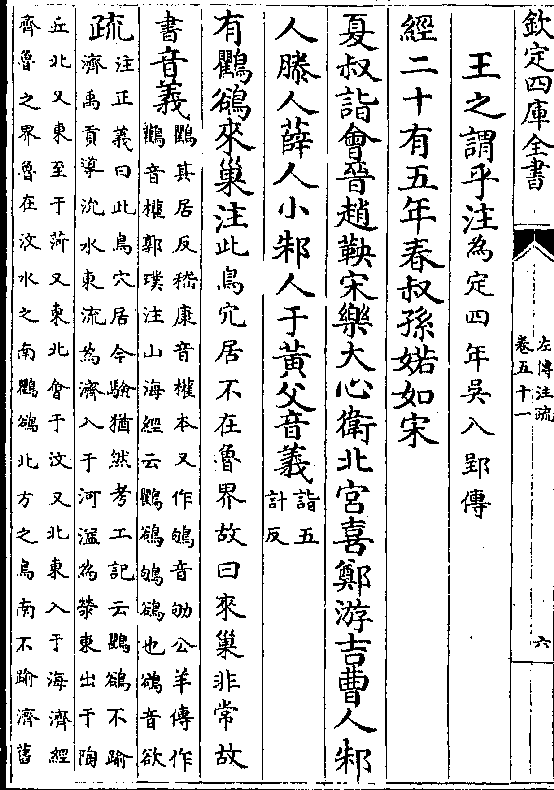 欽定四庫全書
左傳注疏
卷五十一
六
王之謂乎注為定四年吳入郢傳
經二十有五年春叔孫婼如宋
夏叔詣會晉趙鞅宋樂大心衛北宮喜鄭游吉曹人邾
人滕人薛人小邾人于黃父音義詣五
計反
有鸜鵒來巢注此鳥穴居不在魯界故曰來巢非常故
書音義鸜其居反嵇康音權本又作鴝音劬公羊傳作
鸛音權郭璞注山海經云鸜鵒鴝鵒也鵒音欲
疏注正義曰此鳥穴居今驗猶然考工記云鸜鵒不踰
濟禹貢導沇水東流為濟入于河溢為滎東出于陶
丘北又東至于菏又東北會于汶又北東入于海濟經
齊魯之界魯在汶水之南鸜鵒北方之鳥南不踰濟舊